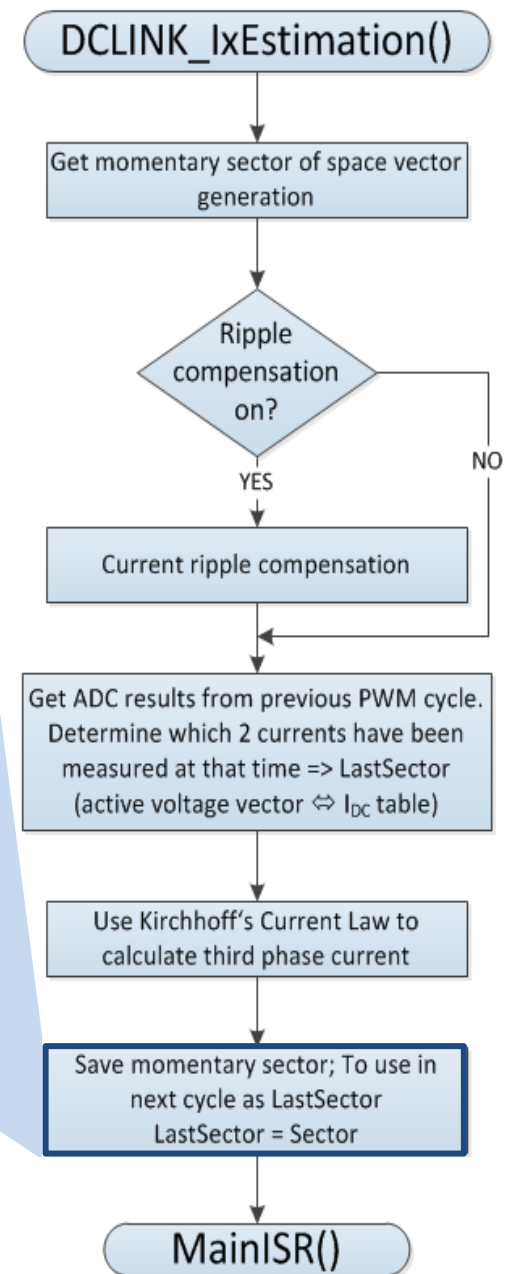 DCLINK_IxEstimation()
Get momentary sector of space vector
generation
Ripple
compensation
on?
NO
YES
Current ripple compensation
Get ADC results from previous PWM cycle.
Determine which 2 currents have been
measured at that time => LastSector
(active voltage vector ⇔ IDC table)
Use Kirchhoff‘s Current Law to
calculate third phase current
Save momentary sector; To use in
next cycle as LastSector
LastSector = Sector
MainISR()